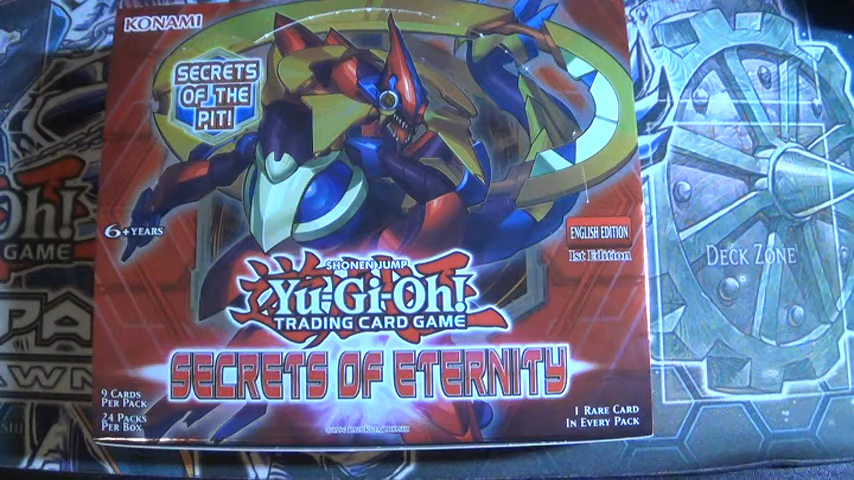 KONAMI
SECRETS
OF THE
PIT!
6+YEARS
ENGLISH EDITION
1st Edition
Oh!
GAME
DECK ZONE
SHONEN JUMP
Yu-Gi-Oh!
TRADING CARD GAME
SECRETS OF ETERNITY
9 CARDS
PER PACK
24 PACKS
PER BOX
1 RARE CARD
IN EVERY PACK